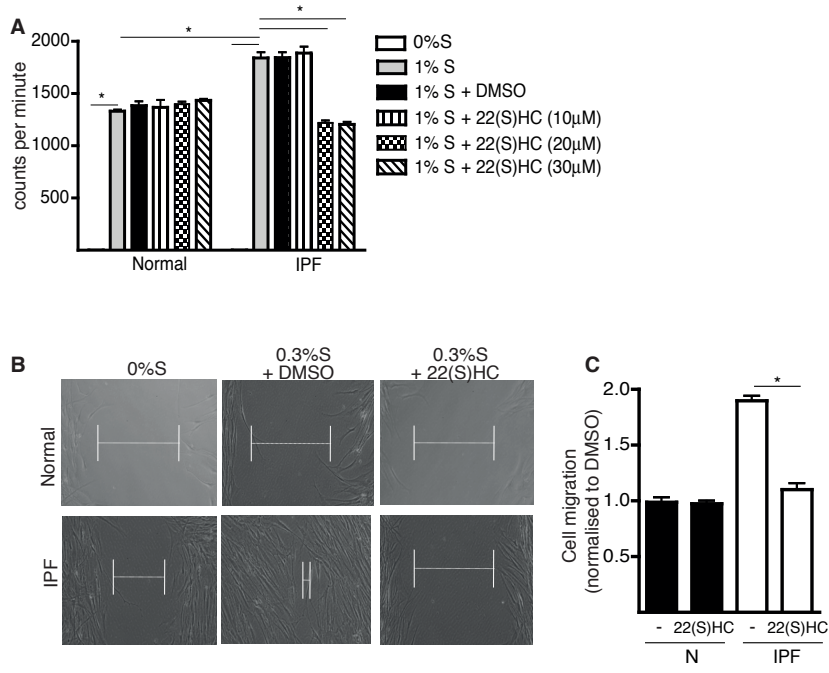 A
counts per minute
2000
1500
1000
500
*
*
*
Normal
IPF
0%S
1% S
1% S + DMSO
1% S + 22(S)HC (10μM)
1% S + 22(S)HC (20μM)
1% S + 22(S)HC (30μM)
B
0%S
0.3%S
+ DMSO
0.3%S
+ 22(S)HC
Normal
IPF
C
Cell migration
(normalised to DMSO)
2.0
1.5
1.0
0.5
*
- 22(S)HC - 22(S)HC
N IPF